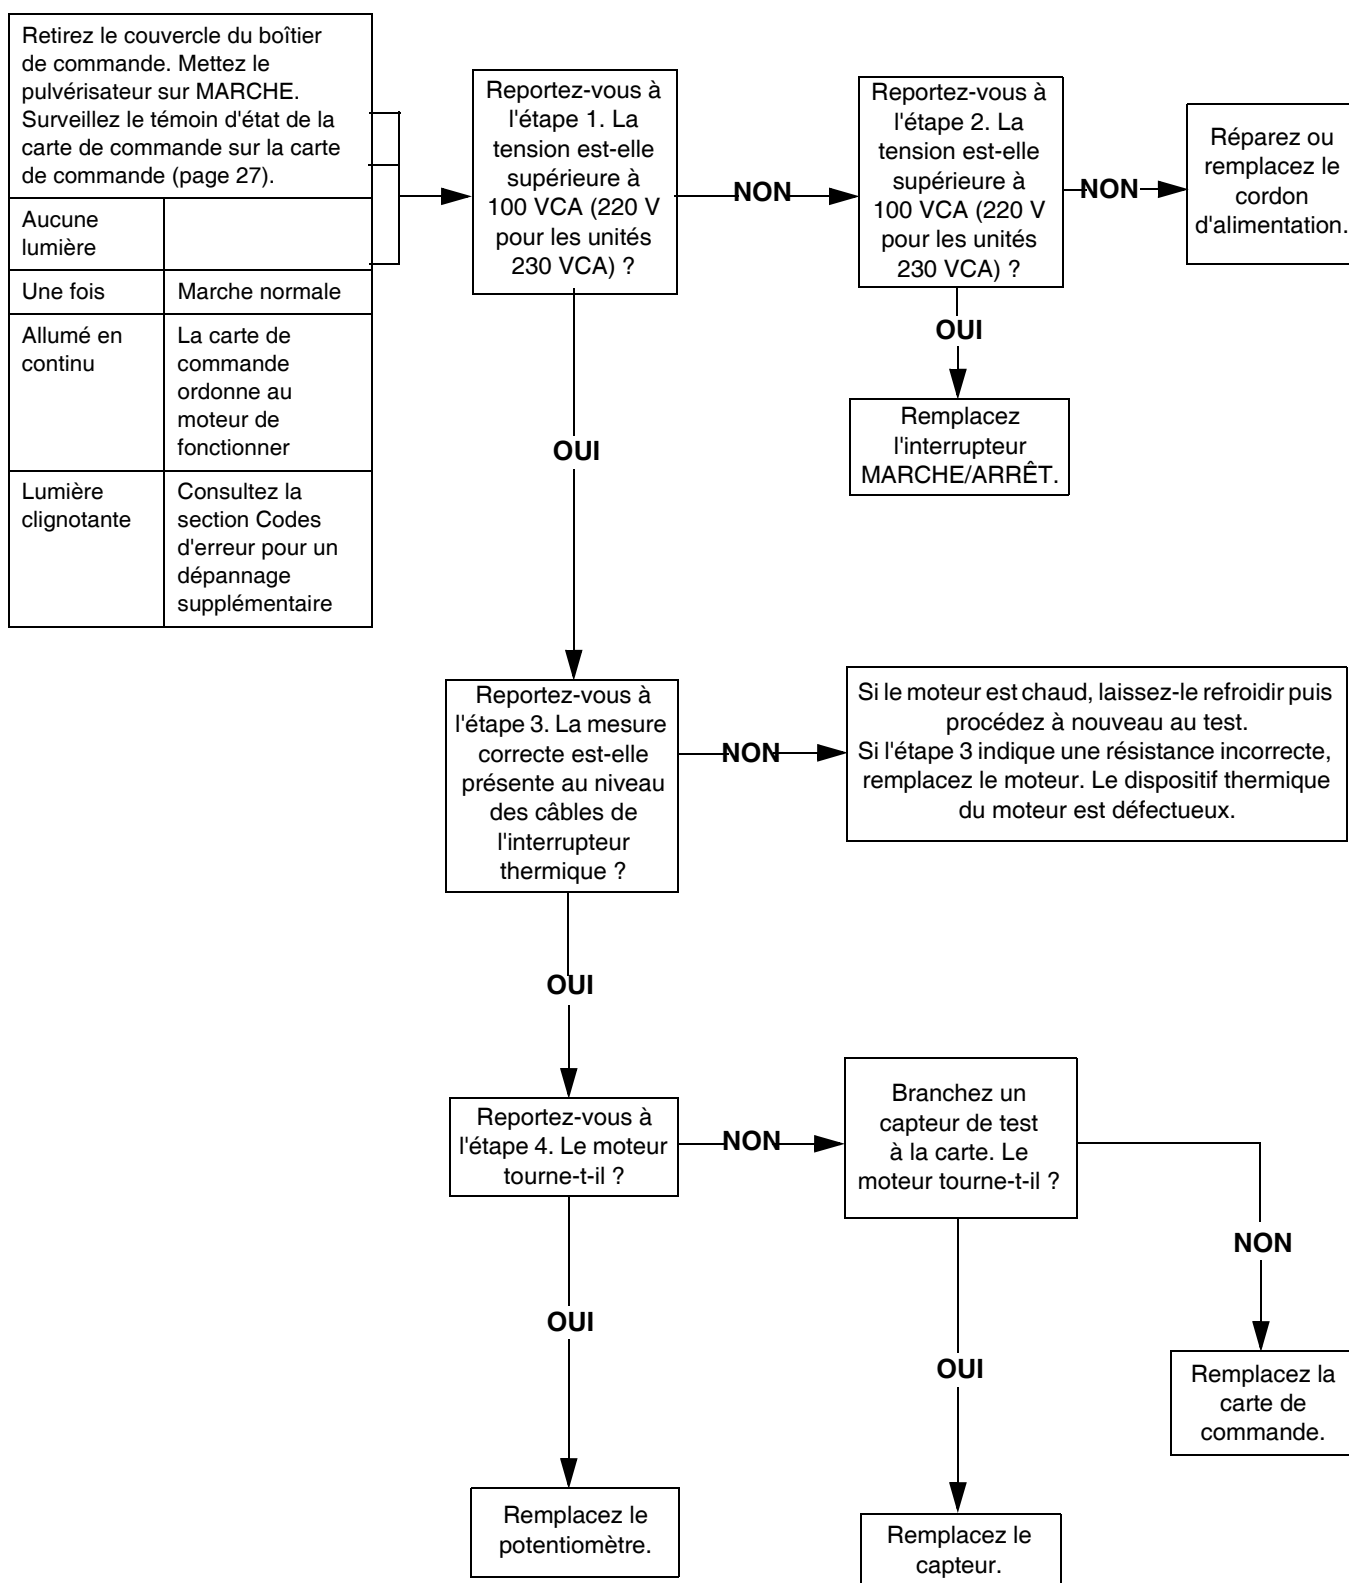 Retirez le couvercle du boîtier
de commande. Mettez le
pulvérisateur sur MARCHE.
Surveillez le témoin d'état de la
carte de commande sur la carte
de commande (page 27).
Aucune
lumière
Une fois
Marche normale
Allumé en
continu
La carte de
commande
ordonne au
moteur de
fonctionner
Lumière
clignotante
Consultez la
section Codes
d'erreur pour un
dépannage
supplémentaire
Reportez-vous à
l'étape 1. La
tension est-elle
supérieure à
100 VCA (220 V
pour les unités
230 VCA) ?
NON
Reportez-vous à
l'étape 2. La
tension est-elle
supérieure à
100 VCA (220 V
pour les unités
230 VCA) ?
NON
Réparez ou
remplacez le
cordon
d'alimentation.
OUI
Remplacez
l'interrupteur
MARCHE/ARRÊT.
OUI
Reportez-vous à
l'étape 3. La mesure
correcte est-elle
présente au niveau
des câbles de
l'interrupteur
thermique ?
NON
Si le moteur est chaud, laissez-le refroidir puis
procédez à nouveau au test.
Si l'étape 3 indique une résistance incorrecte,
remplacez le moteur. Le dispositif thermique
du moteur est défectueux.
OUI
Reportez-vous à
l'étape 4. Le moteur
tourne-t-il ?
NON
Branchez un
capteur de test
à la carte. Le
moteur tourne-t-il ?
NON
Remplacez la
carte de
commande.
OUI
Remplacez le
potentiomètre.
OUI
Remplacez le
capteur.